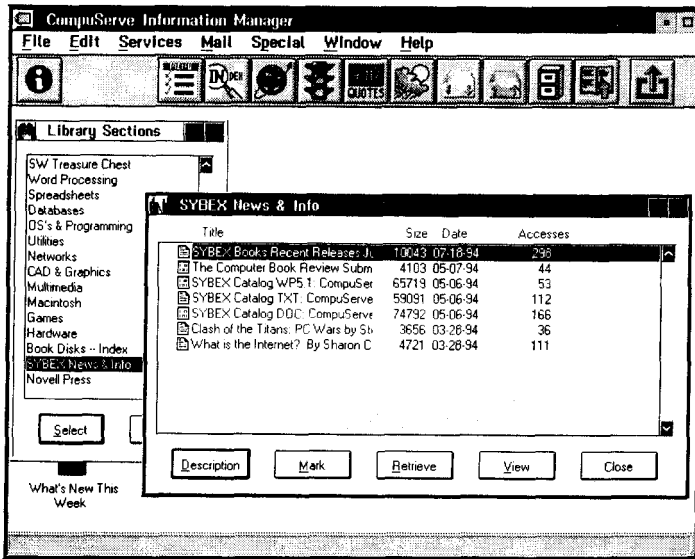 CompuServe Information Manager
File Edit Services Mail Special Window Help
INDEX
QUOTES
Library Sections
SW Treasure Chest
Word Processing
Spreadsheets
Databases
OS's & Programming
Utilities
Networks
CAD & Graphics
Multimedia
Macintosh
Games
Hardware
Book Disks -- Index
SYBEX News & Info
Novell Press
Select
What's New This
Week
SYBEX News & Info
Title Size Date Accesses
SYBEX Books Recent Releases Ju 10043 07-18-94 298
The Computer Book Review Subm 4103 05-07-94 44
SYBEX Catalog WP5.1: CompuSer 65719 05-06-94 53
SYBEX Catalog TXT: CompuServe 59091 05-06-94 112
SYBEX Catalog DOC: CompuServe 74792 05-06-94 166
Clash of the Titans: PC Wars by 3656 03-28-94 36
What is the Internet? By Sharon C 4721 03-28-94 111
Description Mark Retrieve View Close